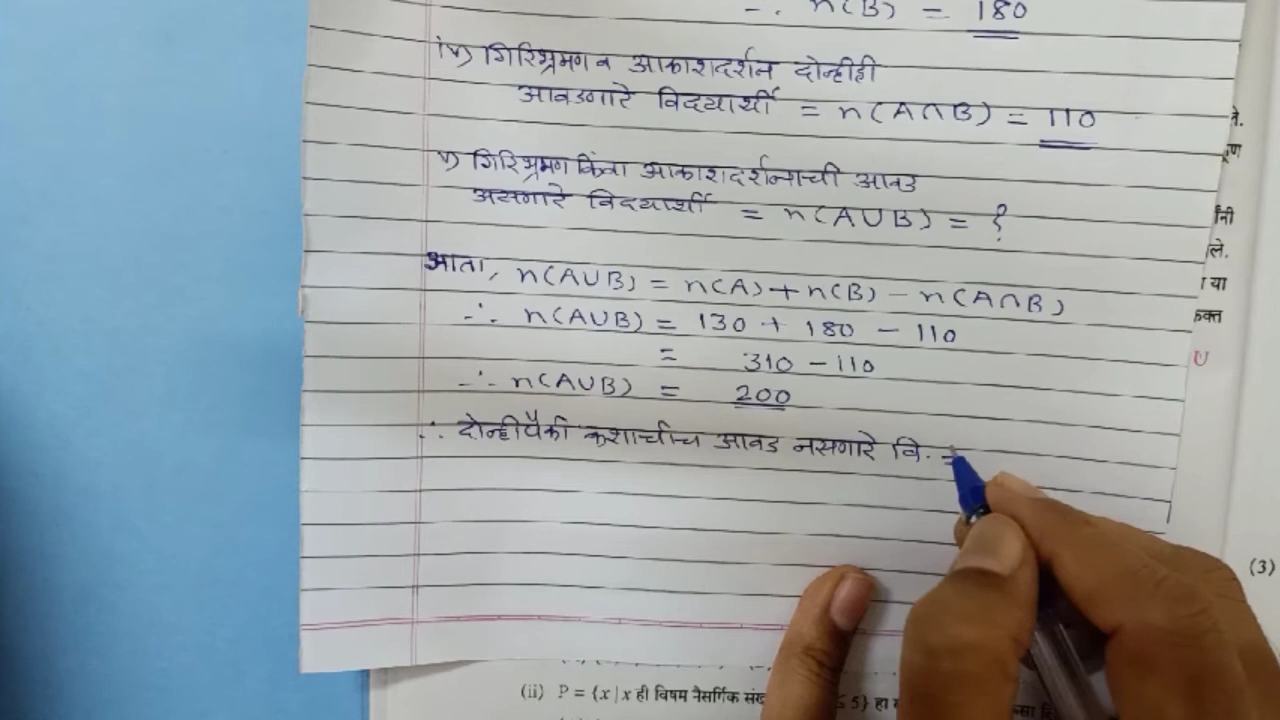 ∴ n(B) = 180
iv) गिरिभ्रमण व आकाशदर्शन दोन्हीही
आवडणारे विद्यार्थी = n(A∩B) = 110
v) गिरिभ्रमण किंवा आकाशदर्शनाची आवड
असणारे विद्यार्थी = n(A∪B) = ?
आता, n(A∪B) = n(A) + n(B) - n(A∩B)
∴ n(A∪B) = 130 + 180 - 110
= 310 - 110
∴ n(A∪B) = 200
∴ दोन्हीपैकी कशाचीच आवड नसणारे वि. =
ले.
या
U
(3)
(ii) P = {x | x ही विषम नैसर्गिक 5} हा